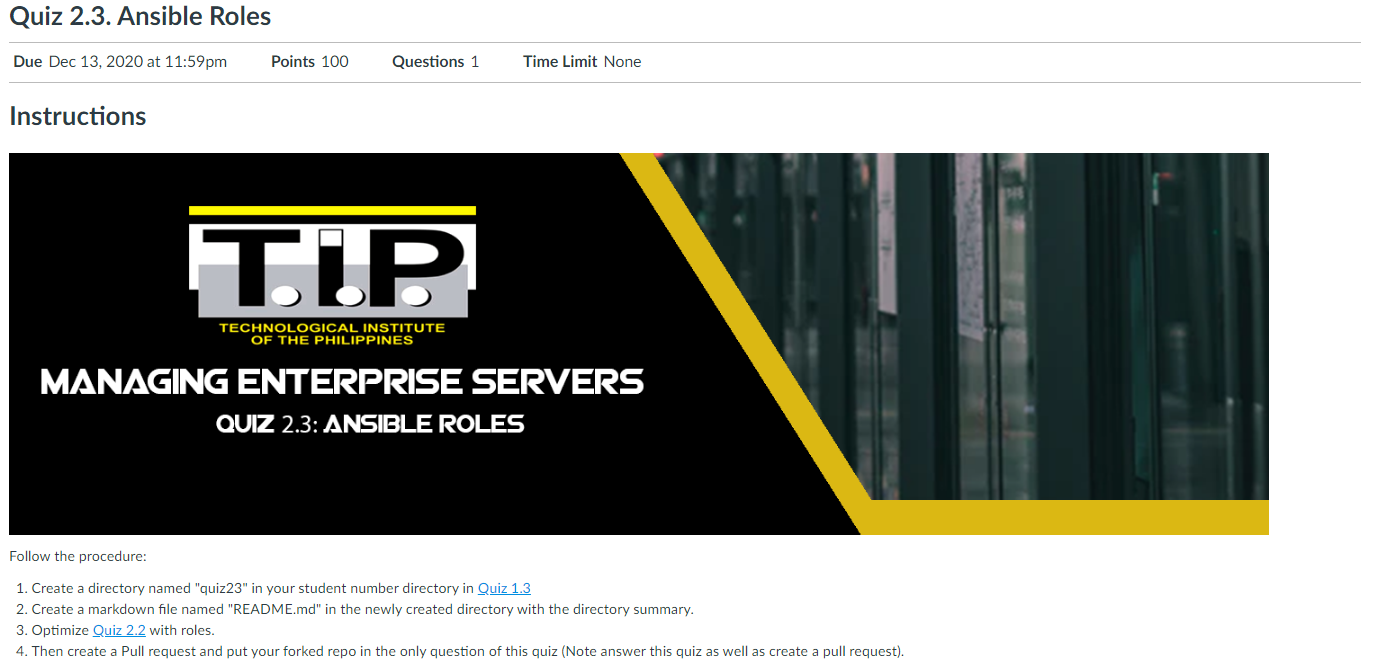 Quiz 2.3. Ansible Roles
Due Dec 13, 2020 at 11:59pm Points 100 Questions 1 Time Limit None
Instructions
T.I.P.
TECHNOLOGICAL INSTITUTE
OF THE PHILIPPINES
MANAGING ENTERPRISE SERVERS
QUIZ 2.3: ANSIBLE ROLES
Follow the procedure:
1. Create a directory named "quiz23" in your student number directory in Quiz 1.3
2. Create a markdown file named "README.md" in the newly created directory with the directory summary.
3. Optimize Quiz 2.2 with roles.
4. Then create a Pull request and put your forked repo in the only question of this quiz (Note answer this quiz as well as create a pull request).